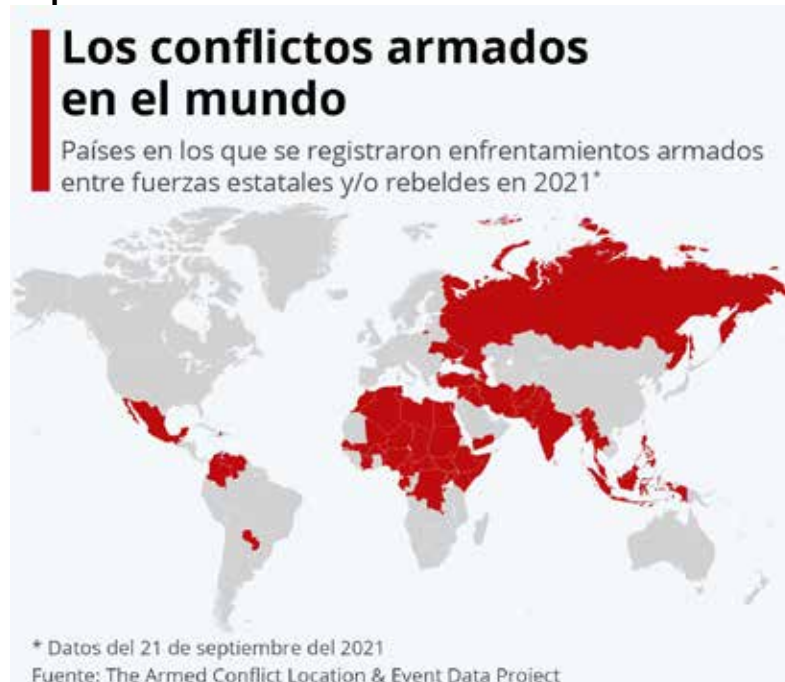 Los conflictos armados
en el mundo
Países en los que se registraron enfrentamientos armados
entre fuerzas estatales y/o rebeldes en 2021*
* Datos del 21 de septiembre del 2021
Fuente: The Armed Conflict Location & Event Data Project